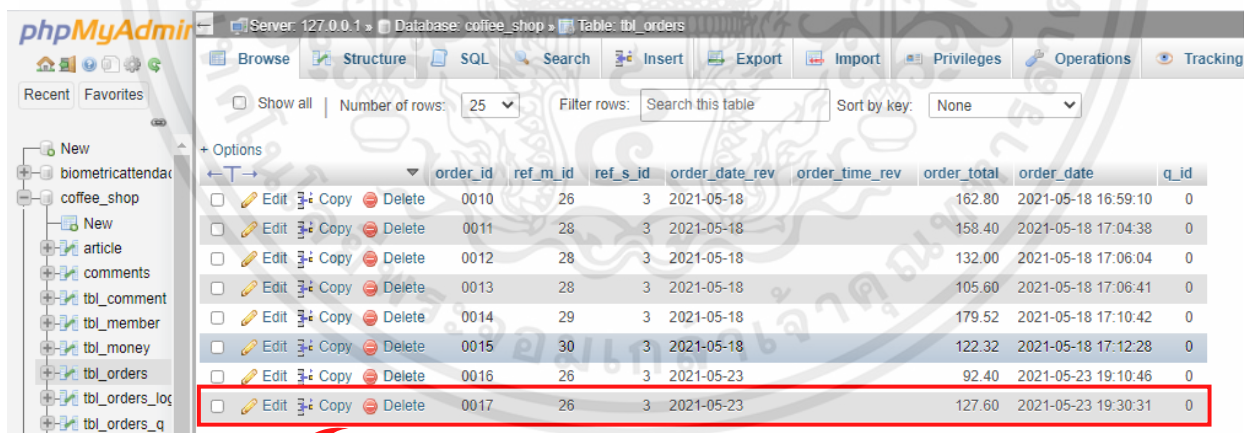 phpMyAdmin
Server: 127.0.0.1 » Database: coffee_shop » Table: tbl_orders
Browse Structure SQL Search Insert Export Import Privileges Operations Tracking
Recent Favorites
Show all | Number of rows: 25 Filter rows: Search this table Sort by key: None
+ Options
order_id ref_m_id ref_s_id order_date_rev order_time_rev order_total order_date q_id
Edit Copy Delete 0010 26 3 2021-05-18 162.80 2021-05-18 16:59:10 0
Edit Copy Delete 0011 28 3 2021-05-18 158.40 2021-05-18 17:04:38 0
Edit Copy Delete 0012 28 3 2021-05-18 132.00 2021-05-18 17:06:04 0
Edit Copy Delete 0013 28 3 2021-05-18 105.60 2021-05-18 17:06:41 0
Edit Copy Delete 0014 29 3 2021-05-18 179.52 2021-05-18 17:10:42 0
Edit Copy Delete 0015 30 3 2021-05-18 122.32 2021-05-18 17:12:28 0
Edit Copy Delete 0016 26 3 2021-05-23 92.40 2021-05-23 19:10:46 0
Edit Copy Delete 0017 26 3 2021-05-23 127.60 2021-05-23 19:30:31 0
New
biometricattendac
coffee_shop
New
article
comments
tbl_comment
tbl_member
tbl_money
tbl_orders
tbl_orders_log
tbl_orders_q